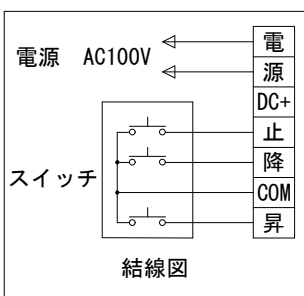 電源 AC100V
スイッチ
電
源
DC+
止
降
COM
昇
結線図